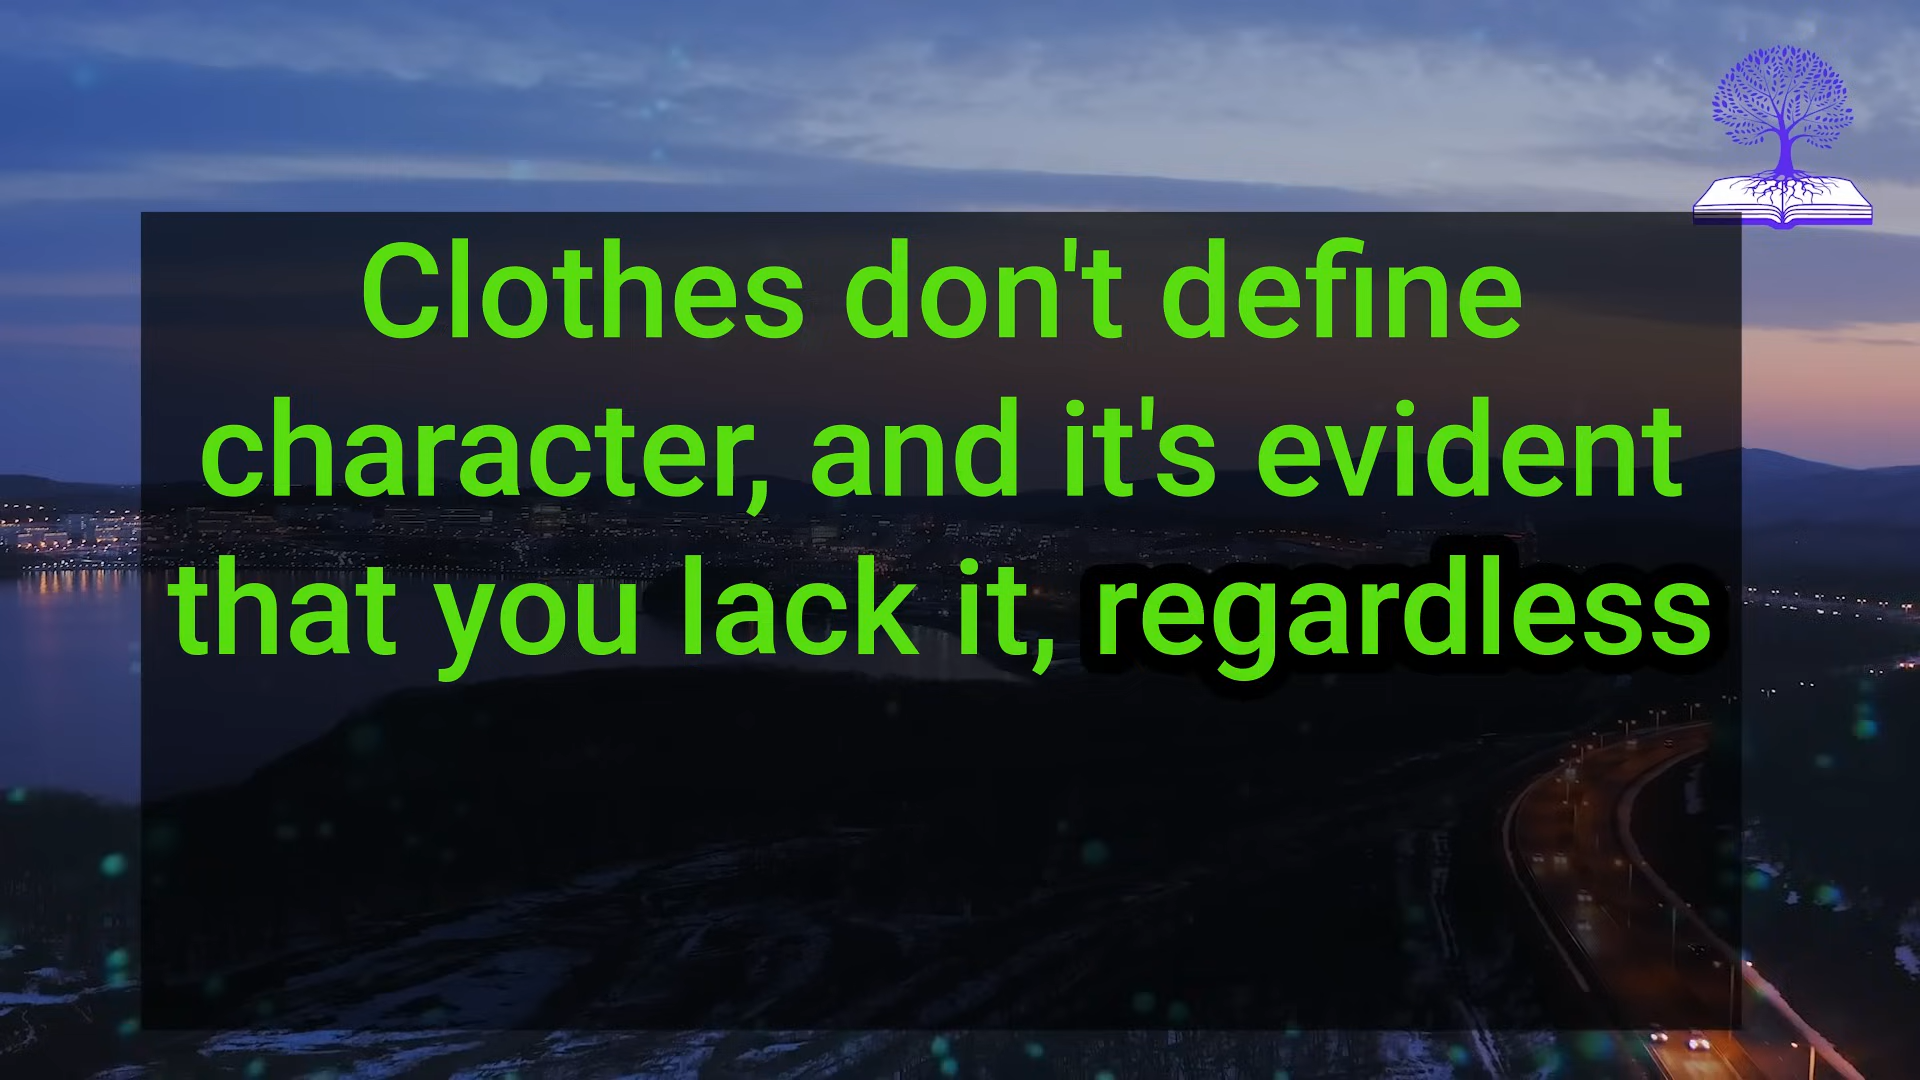 Clothes don't define
character, and it's evident
that you lack it, regardless